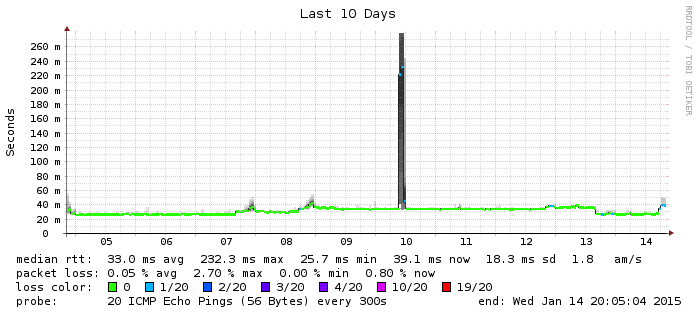 Last 10 Days
RRDTOOL / TOBI OETIKER
Seconds
260 m
240 m
220 m
200 m
180 m
160 m
140 m
120 m
100 m
80 m
60 m
40 m
20 m
0
05 06 07 08 09 10 11 12 13 14
median rtt: 33.0 ms avg 232.3 ms max 25.7 ms min 39.1 ms now 18.3 ms sd 1.8 am/s
packet loss: 0.05 % avg 2.70 % max 0.00 % min 0.80 % now
loss color: 0 1/20 2/20 3/20 4/20 10/20 19/20
probe: 20 ICMP Echo Pings (56 Bytes) every 300s end: Wed Jan 14 20:05:04 2015